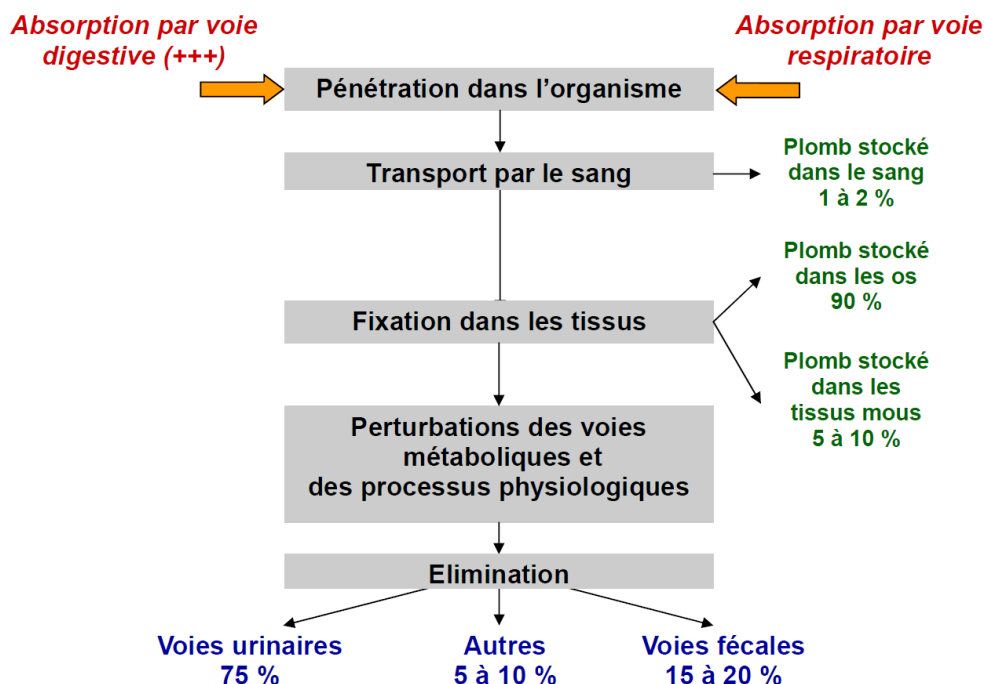 Absorption par voie
digestive (+++)
Absorption par voie
respiratoire
Pénétration dans l’organisme
Transport par le sang
Plomb stocké
dans le sang
1 à 2 %
Plomb stocké
dans les os
90 %
Fixation dans les tissus
Plomb stocké
dans les
tissus mous
5 à 10 %
Perturbations des voies
métaboliques et
des processus physiologiques
Elimination
Voies urinaires
75 %
Autres
5 à 10 %
Voies fécales
15 à 20 %